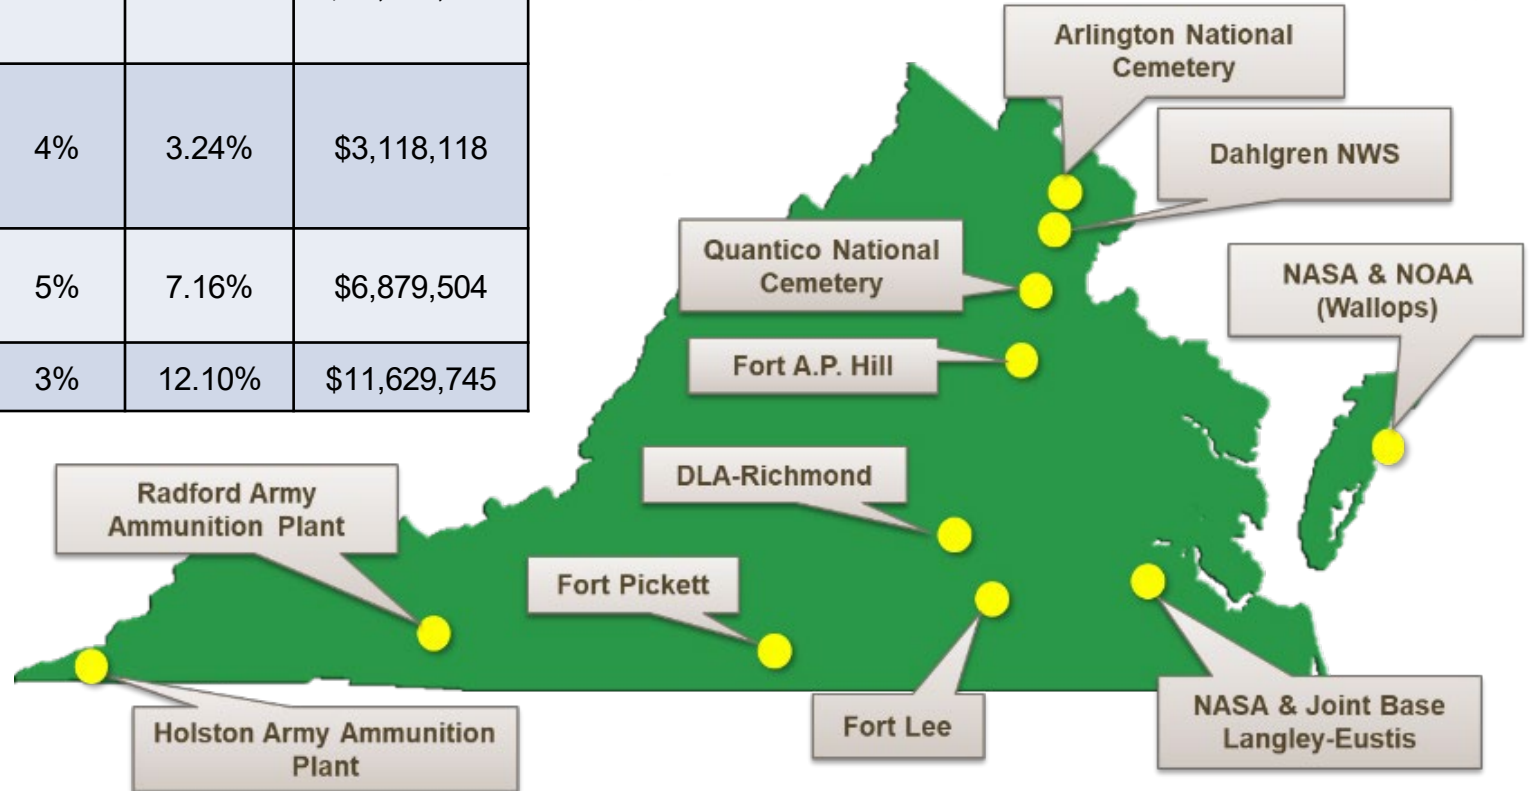 4% 3.24% $3,118,118
5% 7.16% $6,879,504
3% 12.10% $11,629,745
Arlington National
Cemetery
Dahlgren NWS
Quantico National
Cemetery
NASA & NOAA
(Wallops)
Fort A.P. Hill
DLA-Richmond
Radford Army
Ammunition Plant
Fort Pickett
Holston Army Ammunition
Plant
Fort Lee
NASA & Joint Base
Langley-Eustis